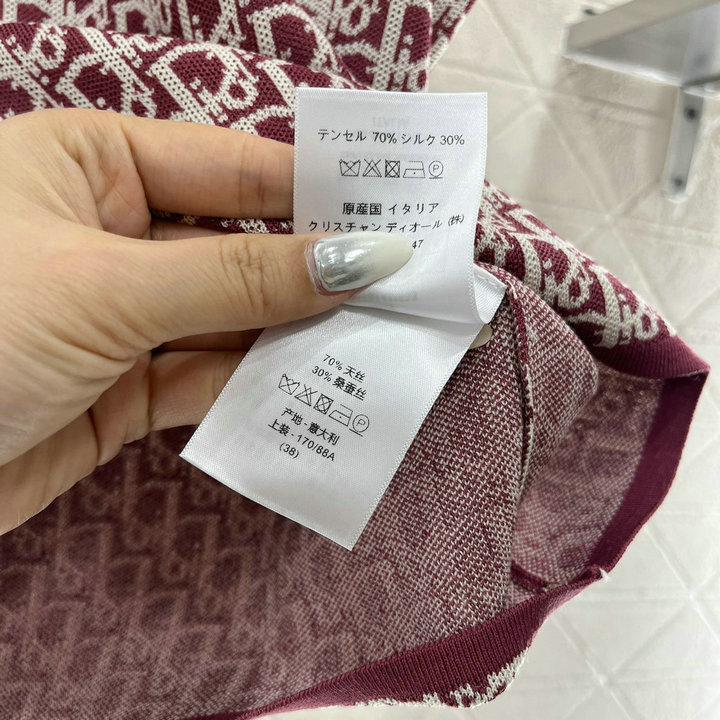 テンセル 70% シルク 30%
原産国 イタリア
クリスチャン ディオール (株)
47
70% 天丝
30% 桑蚕丝
产地 - 意大利
上装 - 170/88A
(38)